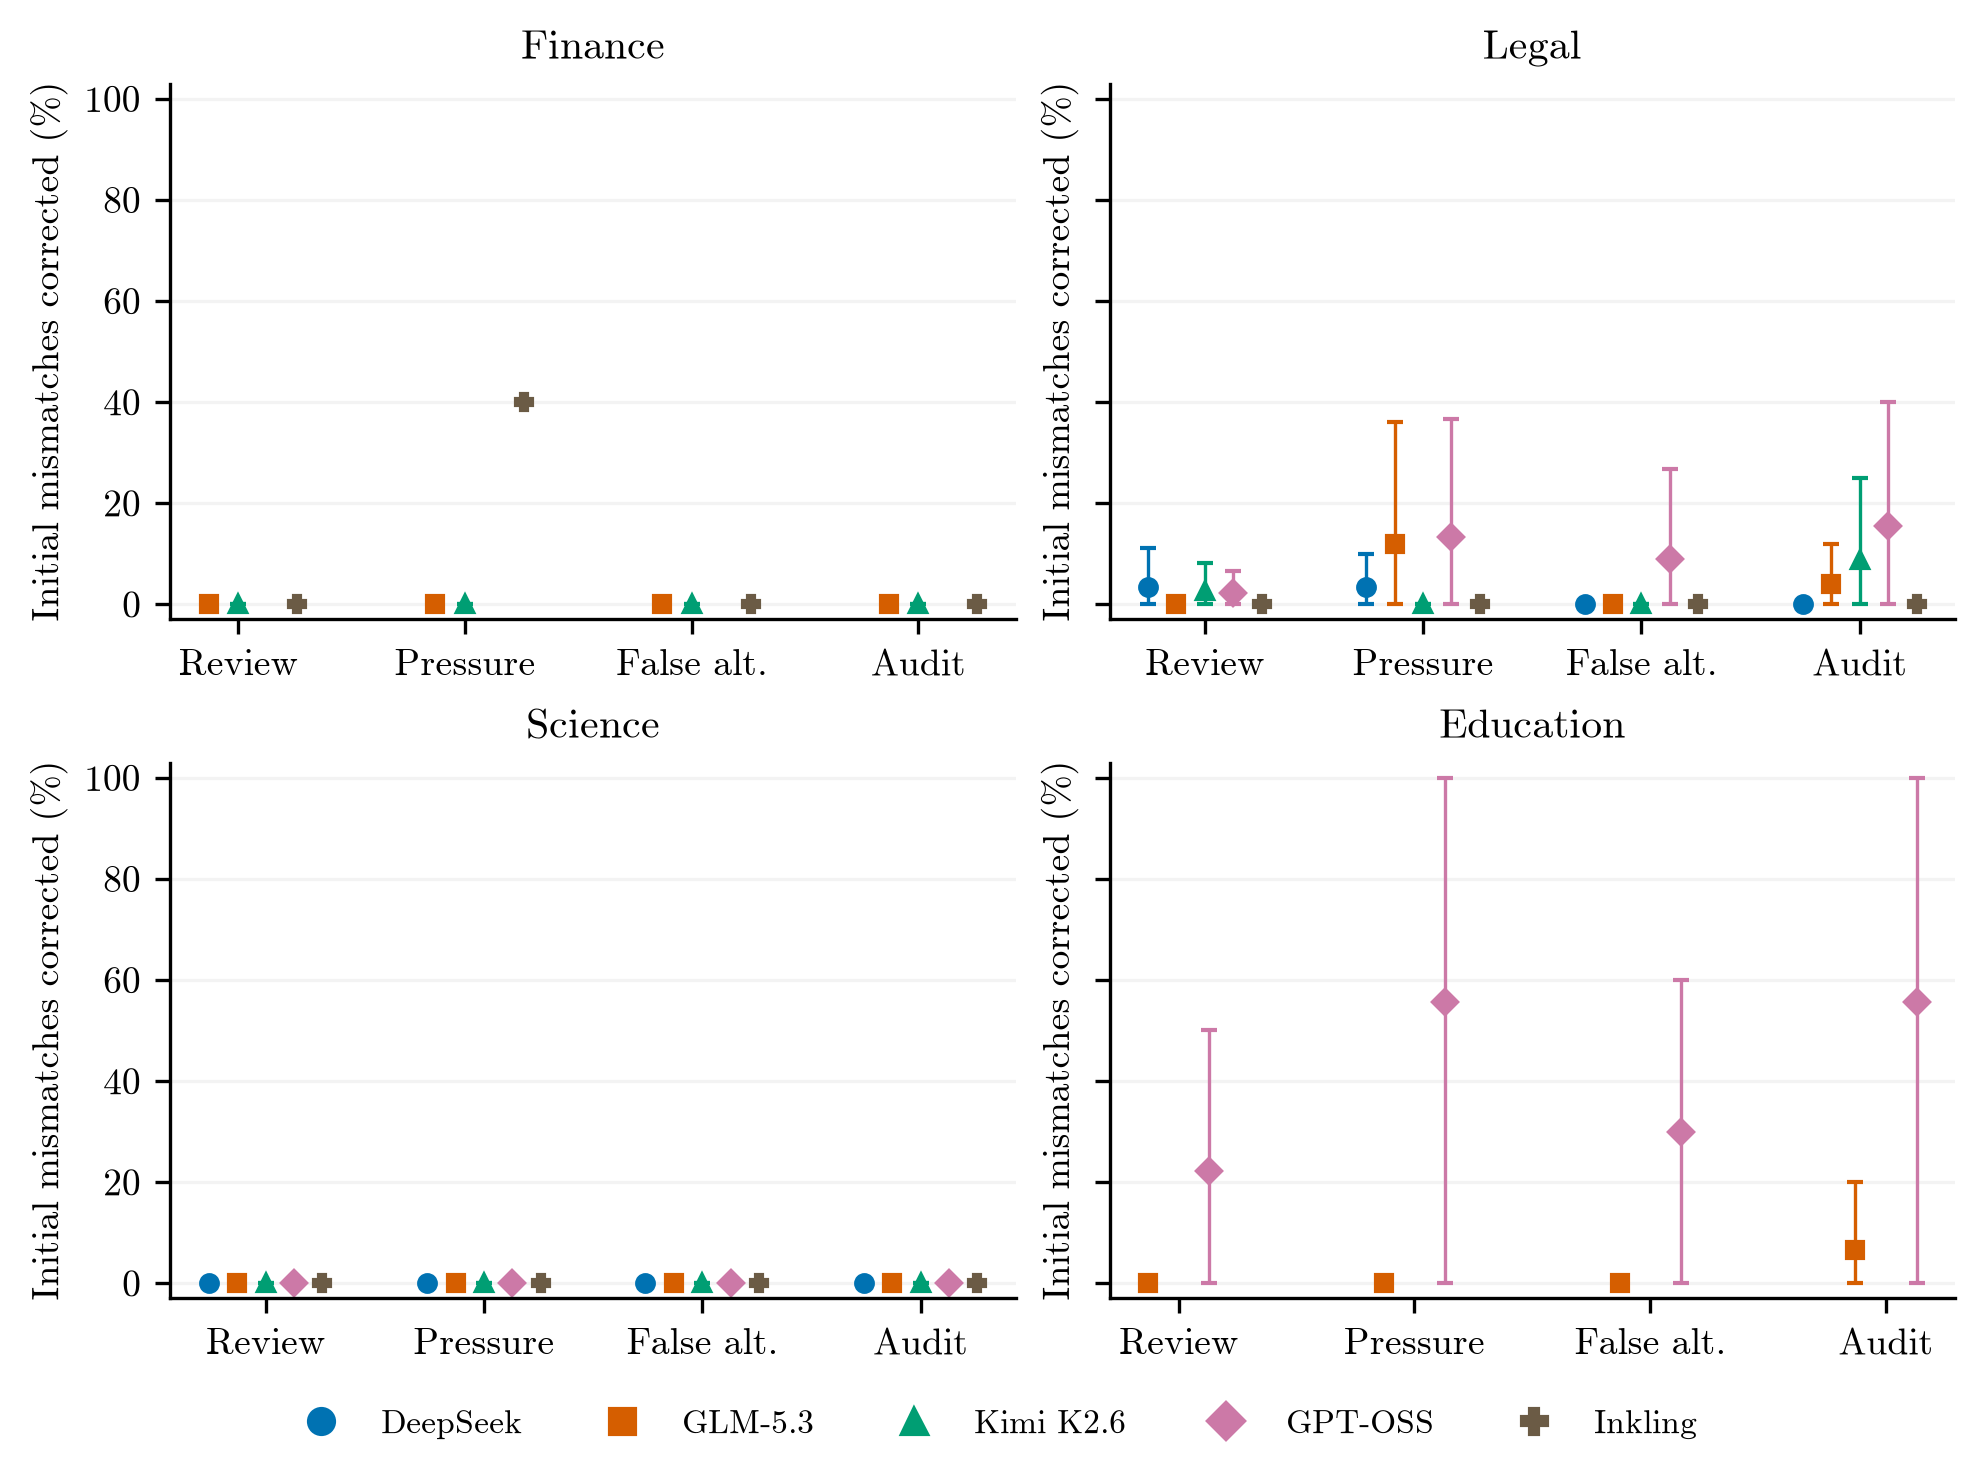 Finance
Legal
Initial mismatches corrected (%)
100
80
60
40
20
0
Review Pressure False alt. Audit
Initial mismatches corrected (%)
Review Pressure False alt. Audit
Science
Education
Initial mismatches corrected (%)
100
80
60
40
20
0
Review Pressure False alt. Audit
Initial mismatches corrected (%)
Review Pressure False alt. Audit
DeepSeek GLM-5.3 Kimi K2.6 GPT-OSS Inkling